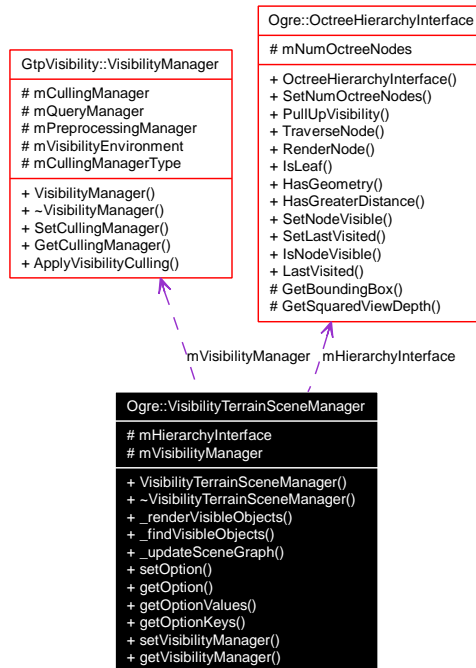 Ogre::OctreeHierarchyInterface
# mNumOctreeNodes
+ OctreeHierarchyInterface()
+ SetNumOctreeNodes()
+ PullUpVisibility()
+ TraverseNode()
+ RenderNode()
+ IsLeaf()
+ HasGeometry()
+ HasGreaterDistance()
+ SetNodeVisible()
+ SetLastVisited()
+ IsNodeVisible()
+ LastVisited()
# GetBoundingBox()
# GetSquaredViewDepth()
GtpVisibility::VisibilityManager
# mCullingManager
# mQueryManager
# mPreprocessingManager
# mVisibilityEnvironment
# mCullingManagerType
+ VisibilityManager()
+ ~VisibilityManager()
+ SetCullingManager()
+ GetCullingManager()
+ ApplyVisibilityCulling()
mVisibilityManager
mHierarchyInterface
Ogre::VisibilityTerrainSceneManager
# mHierarchyInterface
# mVisibilityManager
+ VisibilityTerrainSceneManager()
+ ~VisibilityTerrainSceneManager()
+ _renderVisibleObjects()
+ _findVisibleObjects()
+ _updateSceneGraph()
+ setOption()
+ getOption()
+ getOptionValues()
+ getOptionKeys()
+ setVisibilityManager()
+ getVisibilityManager()